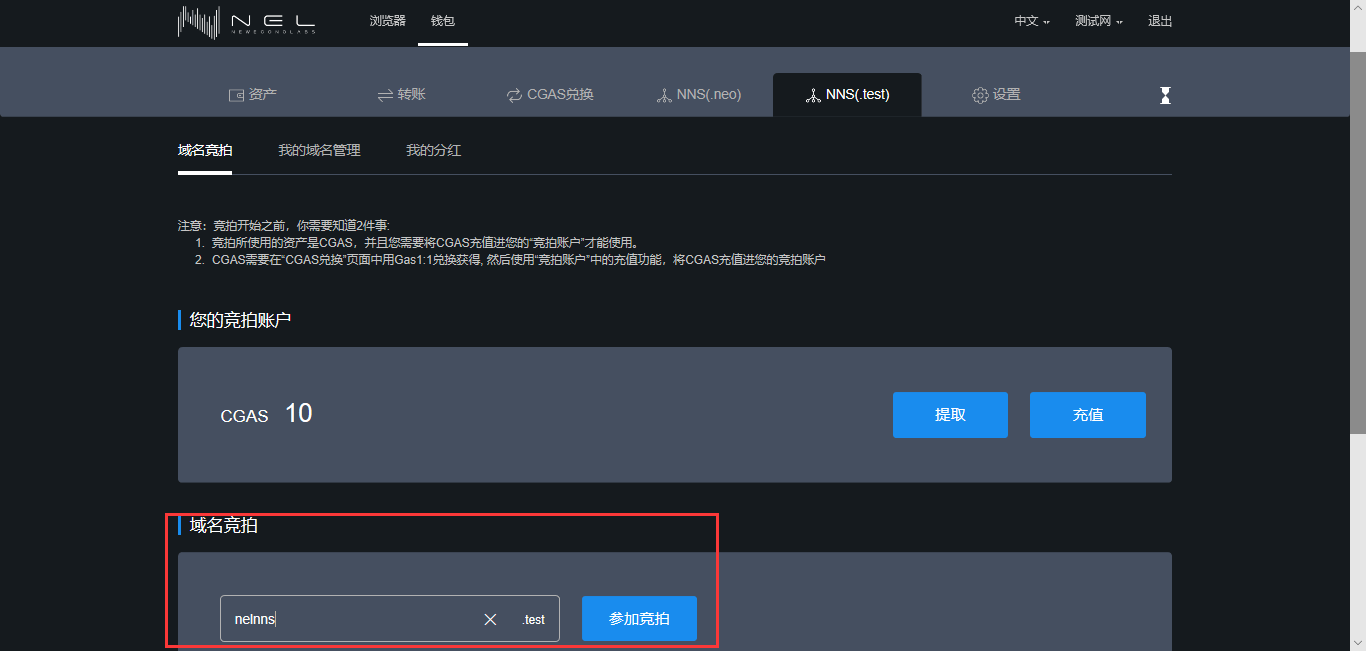 NEL 浏览器 钱包 中文 测试网 退出
NEWECONOLABS
资产 转账 CGAS兑换 NNS(.neo) NNS(.test) 设置
域名竞拍 我的域名管理 我的分红
注意：竞拍开始之前，你需要知道2件事:
1. 竞拍所使用的资产是CGAS，并且您需要将CGAS充值进您的“竞拍账户”才能使用。
2. CGAS需要在“CGAS兑换”页面中用Gas1:1兑换获得, 然后使用“竞拍账户”中的充值功能，将CGAS充值进您的竞拍账户
您的竞拍账户
CGAS 10 提取 充值
域名竞拍
nelnns .test 参加竞拍